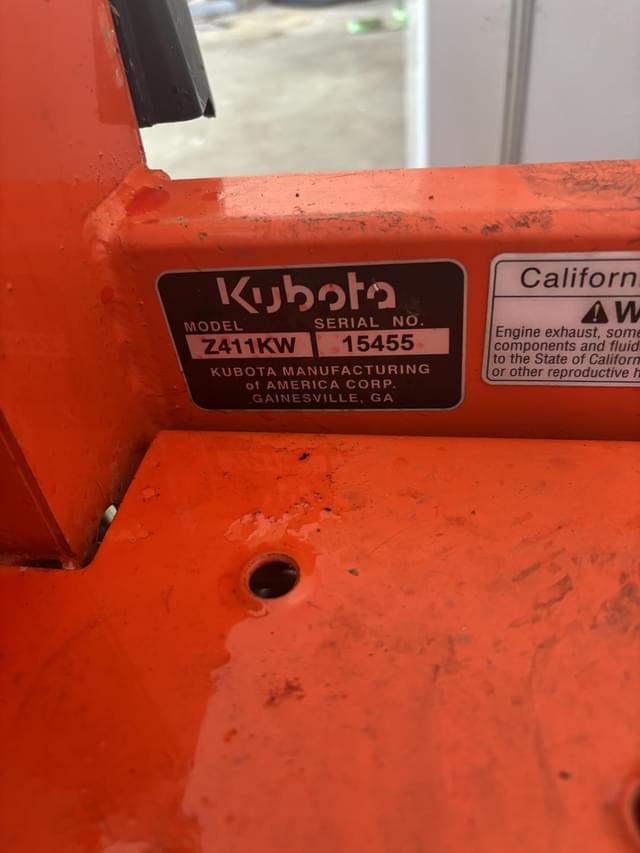 Kubota
MODEL SERIAL NO.
Z411KW 15455
KUBOTA MANUFACTURING
of AMERICA CORP.
GAINESVILLE, GA
Californ
⚠W
Engine exhaust, some
components and fluid
to the State of Californ
or other reproductive h